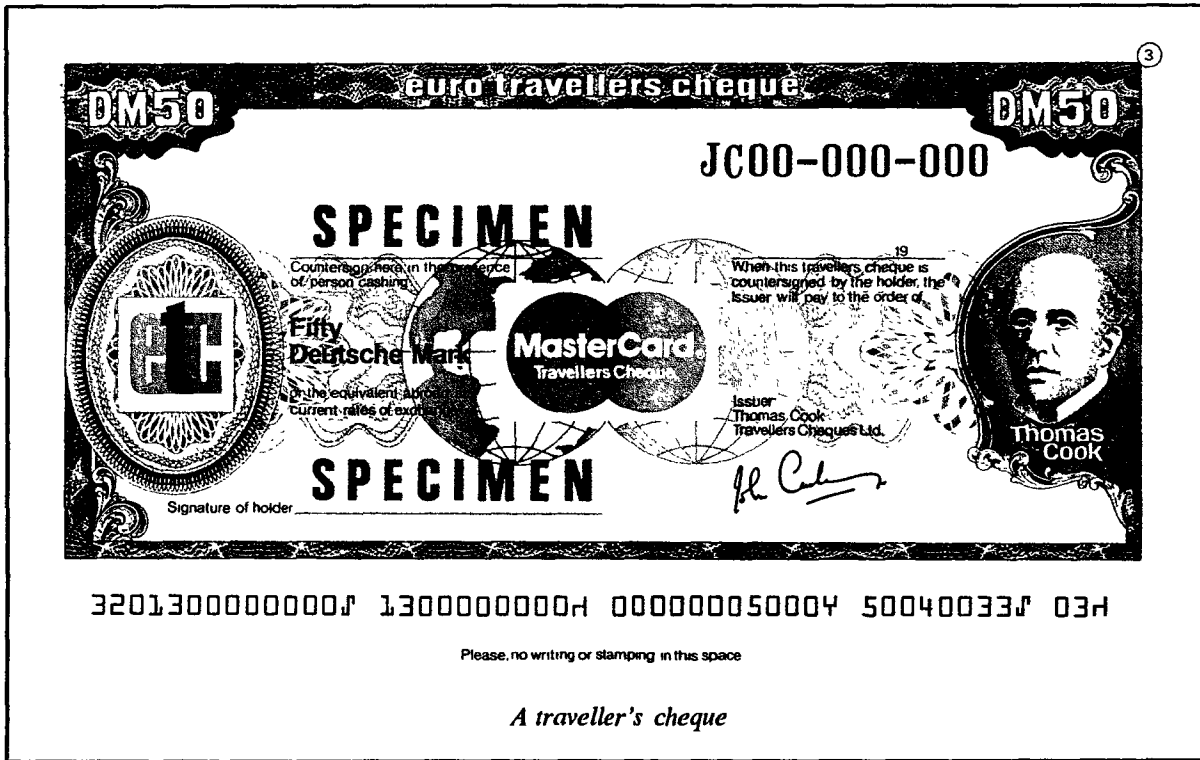 3
euro travellers cheque
DM50
DM50
JC00-000-000
SPECIMEN
Countersign here in the presence
of person cashing
19
When this travellers cheque is
countersigned by the holder, the
Issuer will pay to the order of
etc
Fifty
Deutsche Mark
MasterCard.
Travellers Cheque
or the equivalent abroad
current rates of exchange
Issuer
Thomas Cook
Travellers Cheques Ltd.
Thomas
Cook
SPECIMEN
Signature of holder
3201300000000⑀ 1300000000 00000005000 50040033 03
Please, no writing or stamping in this space
A traveller's cheque